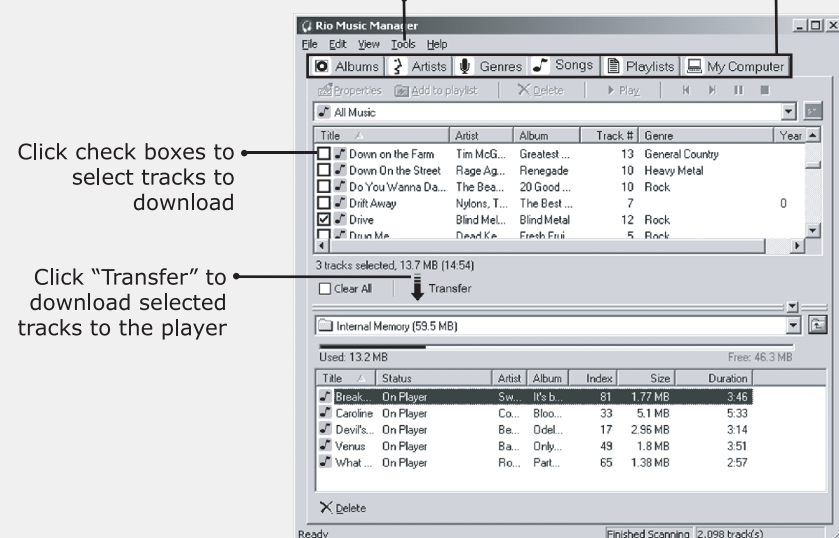 Rio Music Manager
File Edit View Tools Help
Albums Artists Genres Songs Playlists My Computer
Properties Add to playlist Delete Play
All Music
Title Artist Album Track # Genre Year
Click check boxes to
select tracks to
download
Down on the Farm Tim McG... Greatest ... 13 General Country
Down On the Street Rage Ag... Renegade 10 Heavy Metal
Do You Wanna Da... The Bea... 20 Good ... 10 Rock
Drift Away Nylons, T... The Best ... 7 0
Drive Blind Mel... Blind Metal 12 Rock
Drug Me Dead Ke... Fresh Frui... 5 Rock
3 tracks selected, 13.7 MB (14:54)
Click “Transfer” to
download selected
tracks to the player
Clear All Transfer
Internal Memory (59.5 MB)
Used: 13.2 MB Free: 46.3 MB
Title Status Artist Album Index Size Duration
Break... On Player Sw... It's b... 81 1.77 MB 3:46
Caroline On Player Co... Bloo... 33 5.1 MB 5:33
Devil's... On Player Be... Odel... 17 2.96 MB 3:14
Venus On Player Ba... Only... 49 1.8 MB 3:51
What ... On Player Ro... Part... 65 1.38 MB 2:57
Delete
Ready Finished Scanning 2,098 track(s)